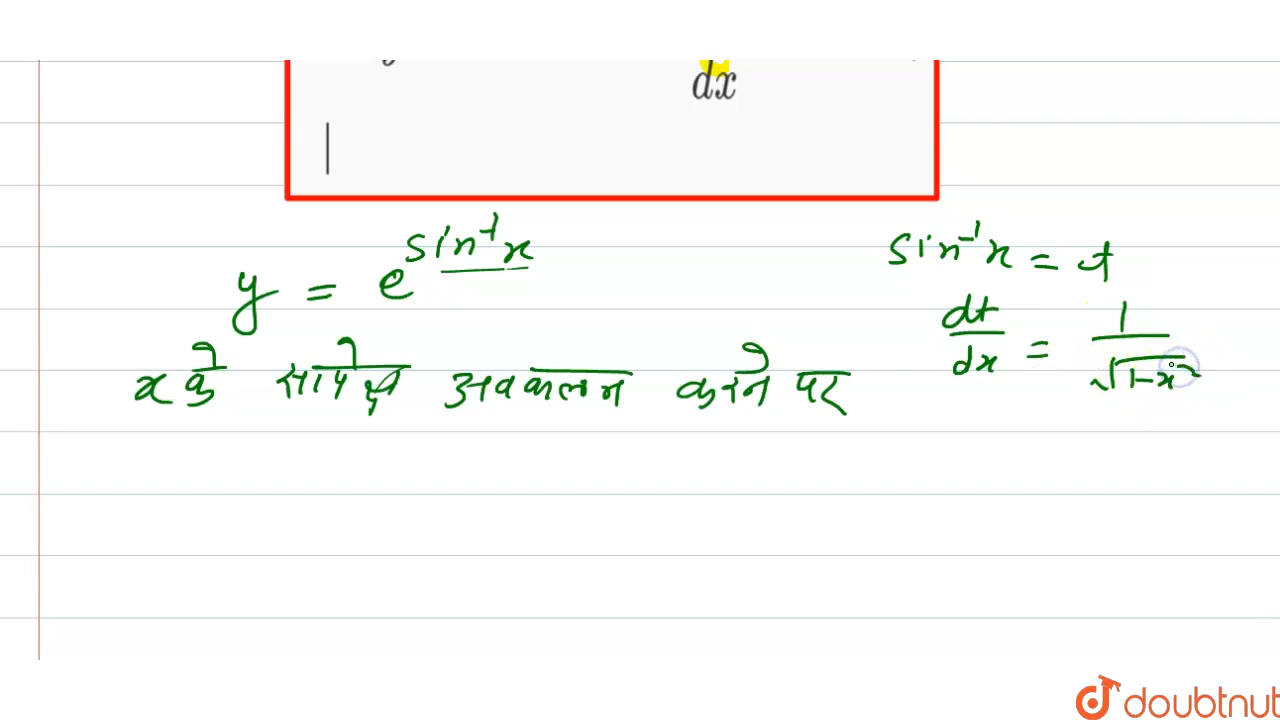 dx
sin⁻¹x = t
y = e^sin⁻¹x
dt/dx = 1/√1-x²
x के सापेक्ष अवकलन करने पर
doubtnut